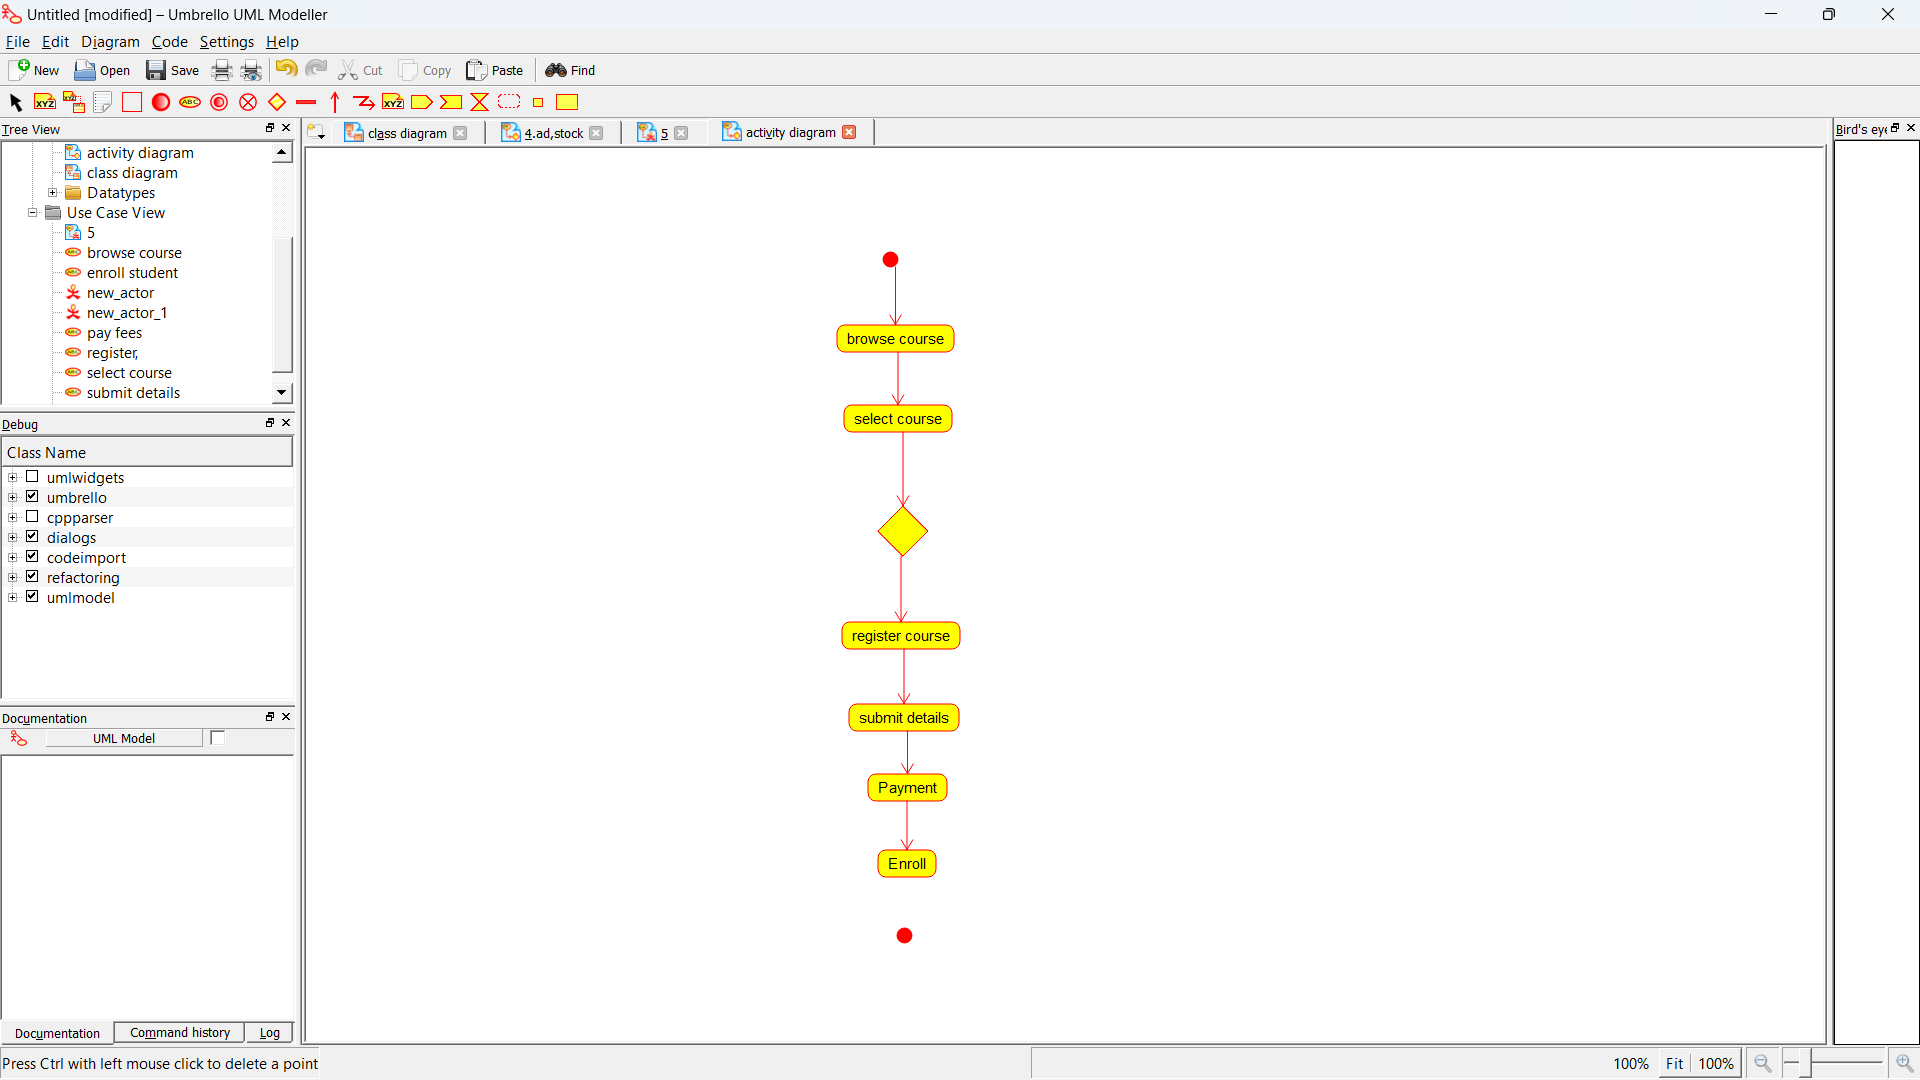 Untitled [modified] – Umbrello UML Modeller
File Edit Diagram Code Settings Help
New Open Save Cut Copy Paste Find
XYZ XYZ ABC XYZ
Tree View
class diagram 4.ad,stock 5 activity diagram
Bird's eye
activity diagram
class diagram
Datatypes
Use Case View
5
browse course
enroll student
new_actor
new_actor_1
pay fees
register,
select course
submit details
Debug
Class Name
umlwidgets
umbrello
cppparser
dialogs
codeimport
refactoring
umlmodel
Documentation
UML Model
Documentation Command history Log
browse course
select course
register course
submit details
Payment
Enroll
Press Ctrl with left mouse click to delete a point
100% Fit 100%